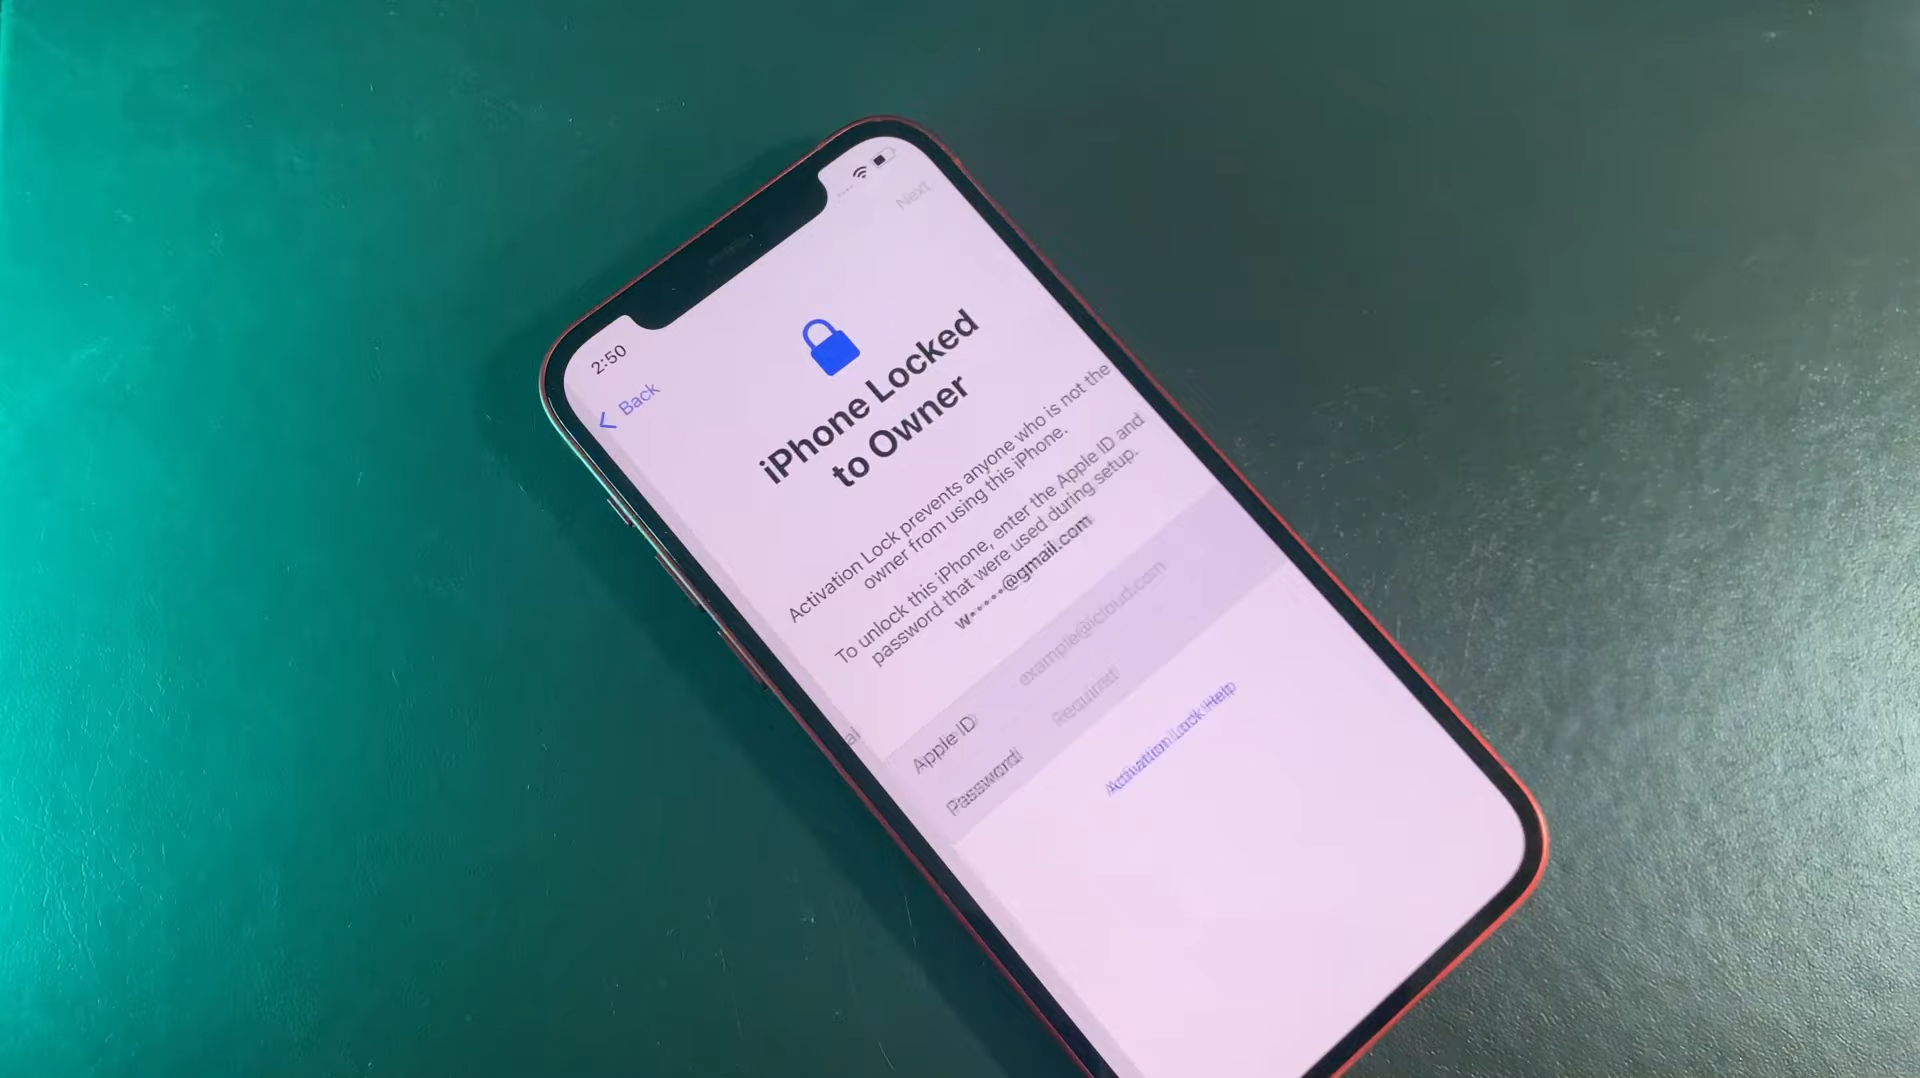 2:50
Back
Next
iPhone Locked
to Owner
Activation Lock prevents anyone who is not the
owner from using this iPhone.
To unlock this iPhone, enter the Apple ID and
password that were used during setup.
w•••••@gmail.com
Apple ID example@icloud.com
Password Required
Activation Lock Help
al